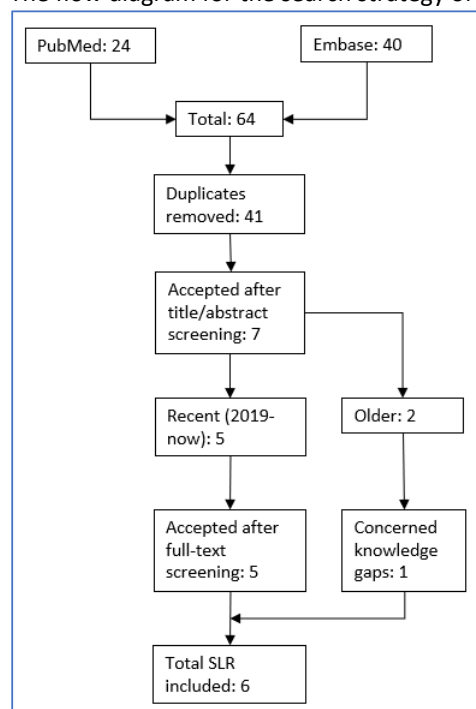 The flow diagram for the search strategy of
PubMed: 24
Embase: 40
Total: 64
Duplicates
removed: 41
Accepted after
title/abstract
screening: 7
Recent (2019-
now): 5
Older: 2
Accepted after
full-text
screening: 5
Concerned
knowledge
gaps: 1
Total SLR
included: 6